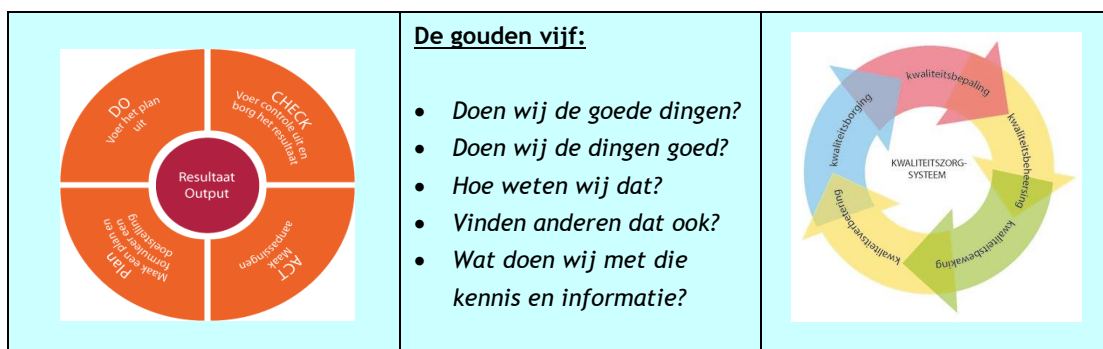 DO
Voer het plan
uit
CHECK
Voer controle uit en
borg het resultaat
Resultaat
Output
Plan
Maak een plan en
formuleer een
doelstelling
ACT
Maak
aanpassingen
De gouden vijf:
• Doen wij de goede dingen?
• Doen wij de dingen goed?
• Hoe weten wij dat?
• Vinden anderen dat ook?
• Wat doen wij met die
kennis en informatie?
kwaliteitsbepaling
kwaliteitsbeheersing
kwaliteitsbewaking
kwaliteitsverbetering
kwaliteitsborging
KWALITEITSZORG-
SYSTEEM